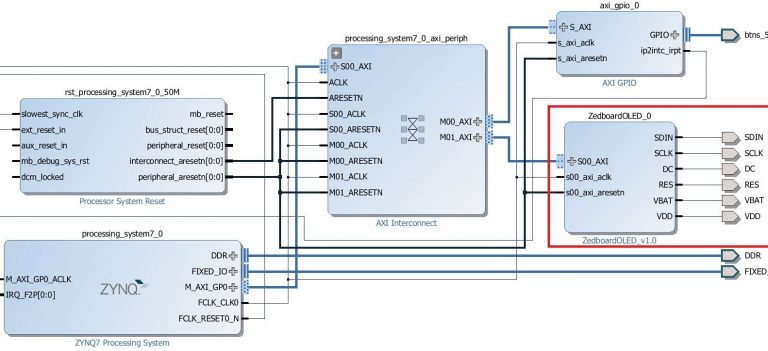 axi_gpio_0
S_AXI
s_axi_aclk
s_axi_aresetn
GPIO
ip2intc_irpt
AXI GPIO
btns_5
processing_system7_0_axi_periph
S00_AXI
ACLK
ARESETN
S00_ACLK
S00_ARESETN
M00_ACLK
M00_ARESETN
M01_ACLK
M01_ARESETN
M00_AXI
M01_AXI
AXI Interconnect
rst_processing_system7_0_50M
slowest_sync_clk
ext_reset_in
aux_reset_in
mb_debug_sys_rst
dcm_locked
mb_reset
bus_struct_reset[0:0]
peripheral_reset[0:0]
interconnect_aresetn[0:0]
peripheral_aresetn[0:0]
Processor System Reset
ZedboardOLED_0
S00_AXI
s00_axi_aclk
s00_axi_aresetn
SDIN
SCLK
DC
RES
VBAT
VDD
ZedboardOLED_v1.0
SDIN
SCLK
DC
RES
VBAT
VDD
processing_system7_0
M_AXI_GP0_ACLK
IRQ_F2P[0:0]
ZYNQ
DDR
FIXED_IO
M_AXI_GP0
FCLK_CLK0
FCLK_RESET0_N
ZYNQ7 Processing System
DDR
FIXED_